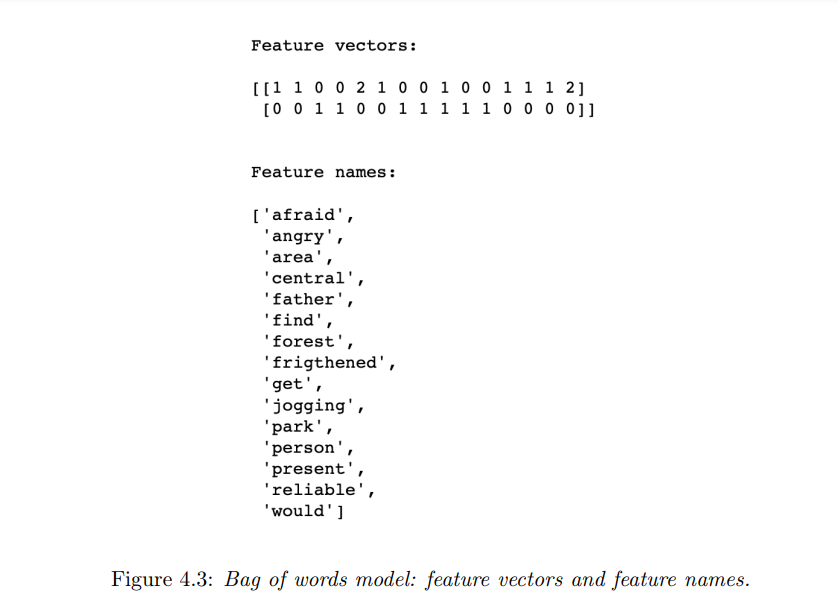 Feature vectors:
[[1 1 0 0 2 1 0 0 1 0 0 1 1 1 2]
[0 0 1 1 0 0 1 1 1 1 1 0 0 0 0]]
Feature names:
['afraid',
'angry',
'area',
'central',
'father',
'find',
'forest',
'frigthened',
'get',
'jogging',
'park',
'person',
'present',
'reliable',
'would']
Figure 4.3: Bag of words model: feature vectors and feature names.